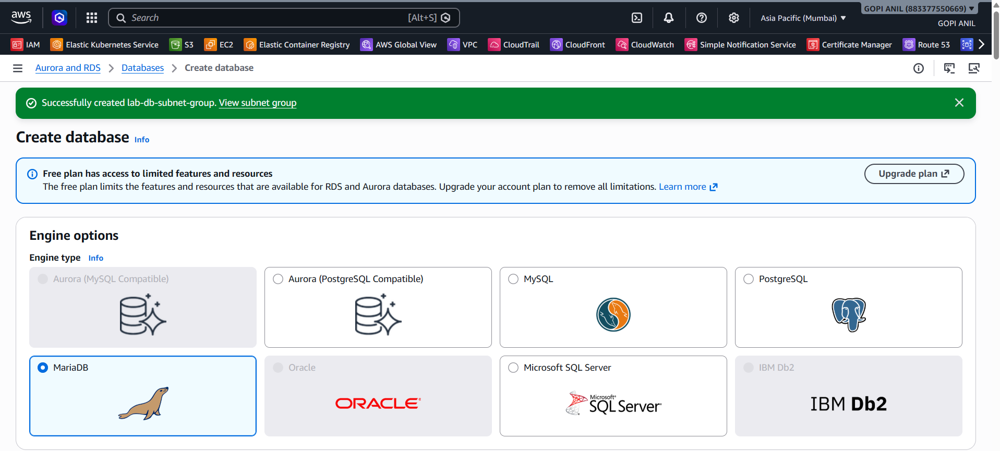 aws
Search [Alt+S]
Asia Pacific (Mumbai)
GOPI ANIL (883377550669)
GOPI ANIL
IAM Elastic Kubernetes Service S3 EC2 Elastic Container Registry AWS Global View VPC CloudTrail CloudFront CloudWatch Simple Notification Service Certificate Manager Route 53
Aurora and RDS > Databases > Create database
Successfully created lab-db-subnet-group. View subnet group
Create database Info
Free plan has access to limited features and resources
The free plan limits the features and resources that are available for RDS and Aurora databases. Upgrade your account plan to remove all limitations. Learn more
Upgrade plan
Engine options
Engine type Info
Aurora (MySQL Compatible)
Aurora (PostgreSQL Compatible)
MySQL
PostgreSQL
MariaDB
Oracle
ORACLE®
Microsoft SQL Server
Microsoft®
SQL Server®
IBM Db2
IBM Db2